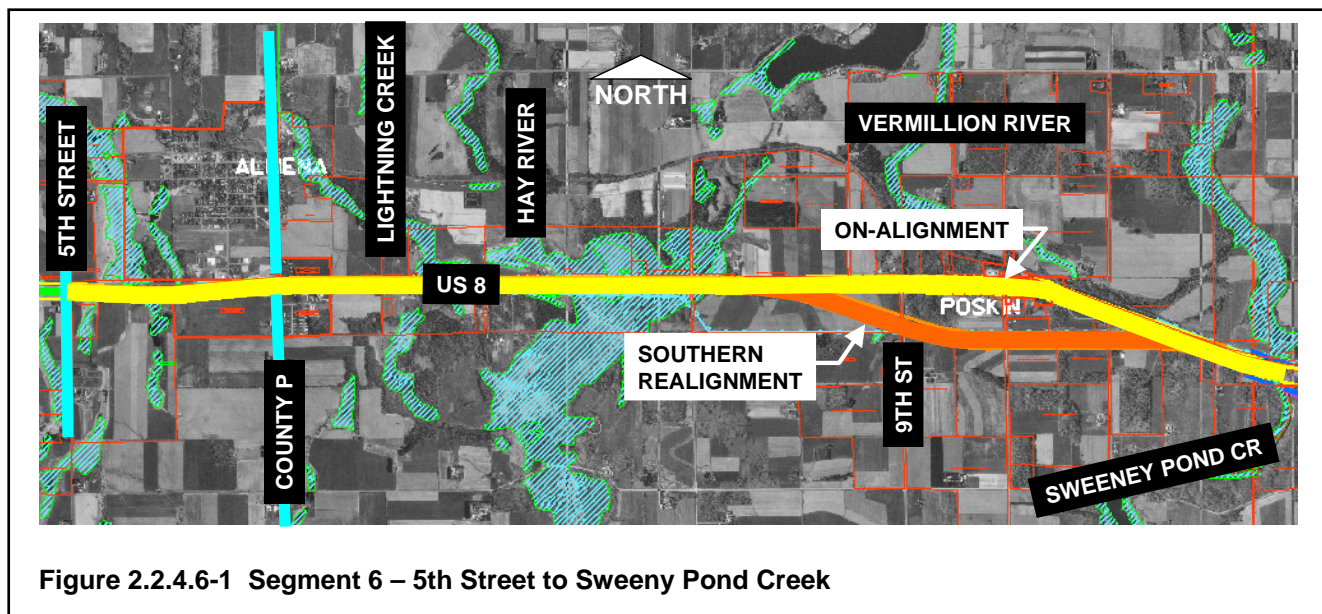 5TH STREET
ALMENA
COUNTY P
LIGHTNING CREEK
HAY RIVER
NORTH
VERMILLION RIVER
ON-ALIGNMENT
US 8
POSKIN
SOUTHERN
REALIGNMENT
9TH ST
SWEENEY POND CR
Figure 2.2.4.6-1 Segment 6 – 5th Street to Sweeny Pond Creek